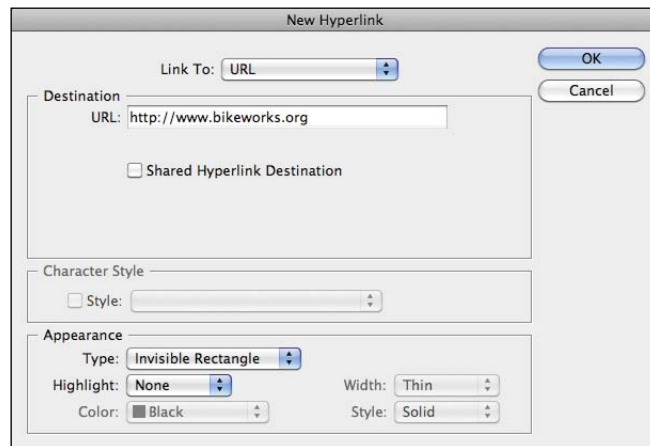 New Hyperlink
Link To: URL
OK
Cancel
Destination
URL: http://www.bikeworks.org
Shared Hyperlink Destination
Character Style
Style:
Appearance
Type: Invisible Rectangle
Highlight: None
Width: Thin
Color: Black
Style: Solid